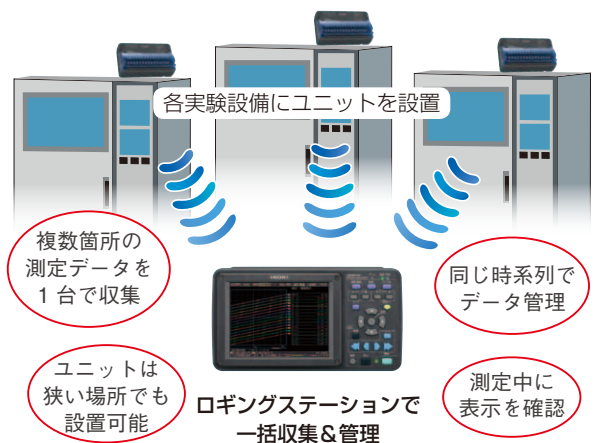 各実験設備にユニットを設置
複数箇所の
測定データを
1 台で収集
同じ時系列で
データ管理
HIOKI
ユニットは
狭い場所でも
設置可能
測定中に
表示を確認
ロギングステーションで
一括収集&管理